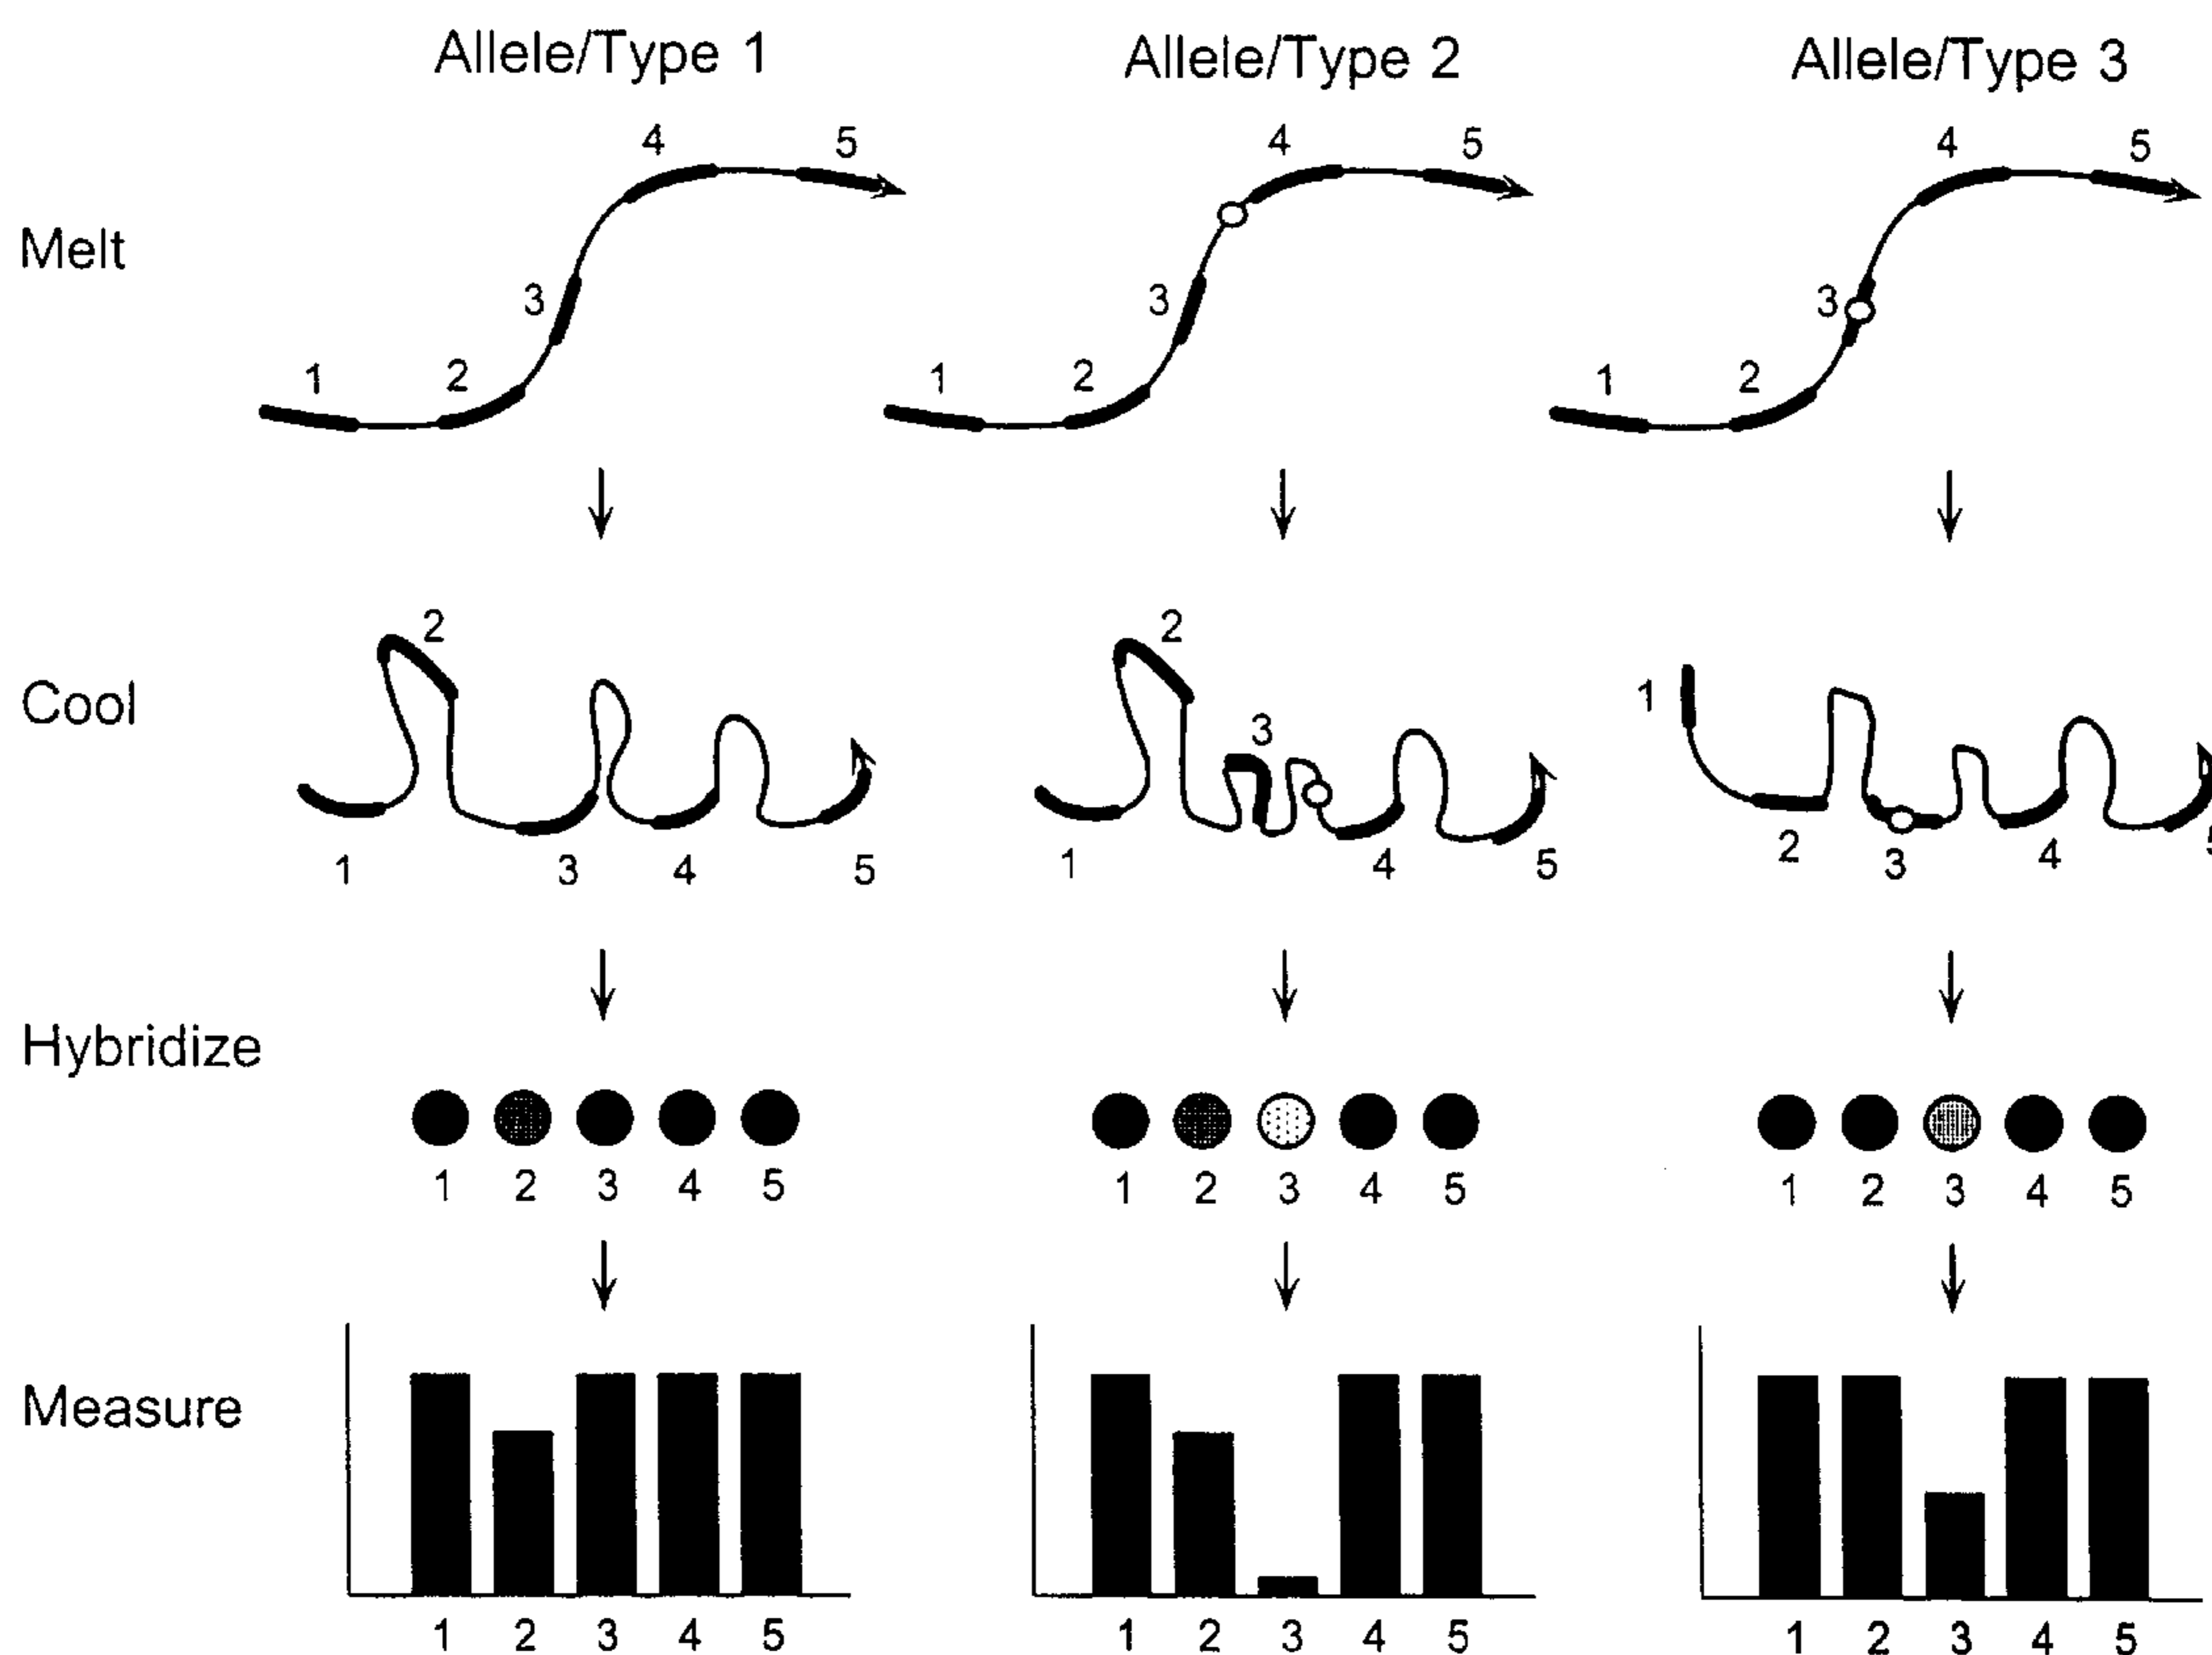 Allele/Type 1 Allele/Type 2 Allele/Type 3
4 5 4 5 4 5
Melt
3 3 3
1 2 1 2 1 2
2 2
Cool
3 1
1 3 4 5 1 4 5 2 3 4 5
Hybridize
1 2 3 4 5 1 2 3 4 5 1 2 3 4 5
Measure
1 2 3 4 5 1 2 3 4 5 1 2 3 4 5